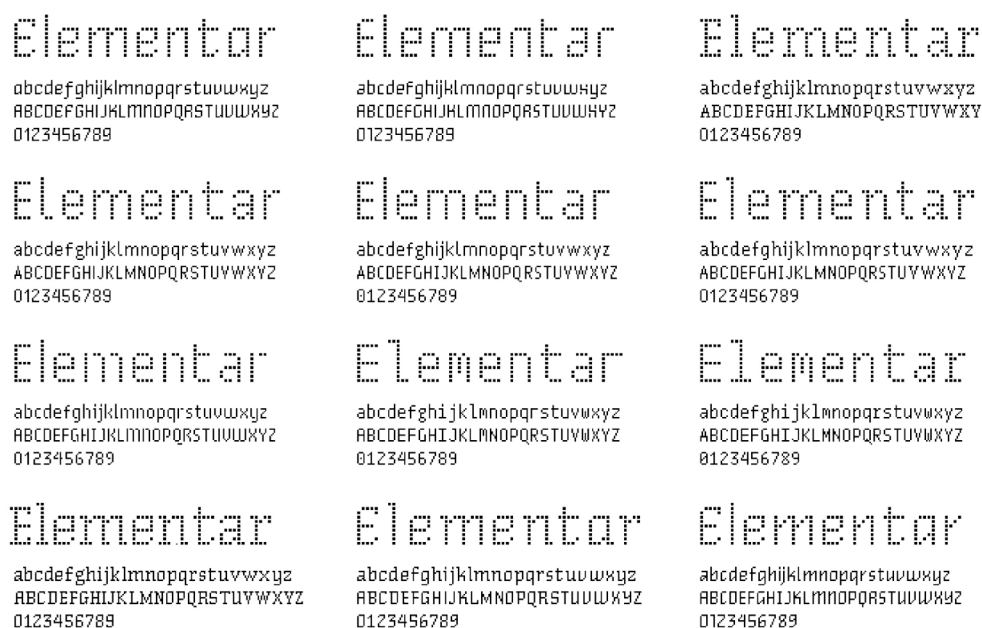 Elementar
abcdefghijklmnopqrstuvwxyz
ABCDEFGHIJKLMNOPQRSTUVWXYZ
0123456789
Elementar
abcdefghijklmnopqrstuvwxyz
ABCDEFGHIJKLMNOPQRSTUVWXYZ
0123456789
Elementar
abcdefghijklmnopqrstuvwxyz
ABCDEFGHIJKLMNOPQRSTUVWXY
0123456789
Elementar
abcdefghijklmnopqrstuvwxyz
ABCDEFGHIJKLMNOPQRSTUVWXYZ
0123456789
Elementar
abcdefghijklmnopqrstuvwxyz
ABCDEFGHIJKLMNOPQRSTUVWXYZ
0123456789
Elementar
abcdefghijklmnopqrstuvwxyz
ABCDEFGHIJKLMNOPQRSTUVWXYZ
0123456789
Elementar
abcdefghijklmnopqrstuvwxyz
ABCDEFGHIJKLMNOPQRSTUVWXYZ
0123456789
Elementar
abcdefghijklmnopqrstuvwxyz
ABCDEFGHIJKLMNOPQRSTUVWXYZ
0123456789
Elementar
abcdefghijklmnopqrstuvwxyz
ABCDEFGHIJKLMNOPQRSTUVWXYZ
0123456789
Elementar
abcdefghijklmnopqrstuvwxyz
ABCDEFGHIJKLMNOPQRSTUVWXYZ
0123456789
Elementar
abcdefghijklmnopqrstuvwxyz
ABCDEFGHIJKLMNOPQRSTUVWXYZ
0123456789
Elementar
abcdefghijklmnopqrstuvwxyz
ABCDEFGHIJKLMNOPQRSTUVWXYZ
0123456789